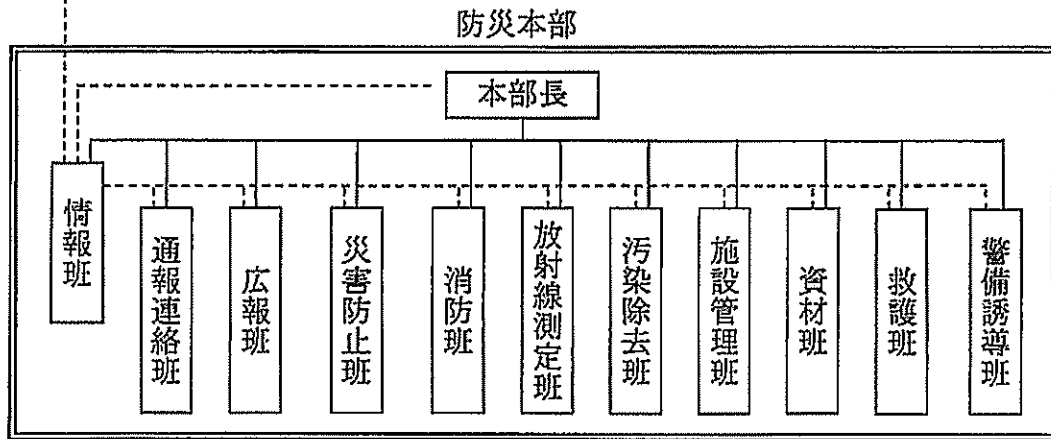 防災本部
本部長
情報班
通報連絡班
広報班
災害防止班
消防班
放射線測定班
汚染除去班
施設管理班
資材班
救護班
警備誘導班